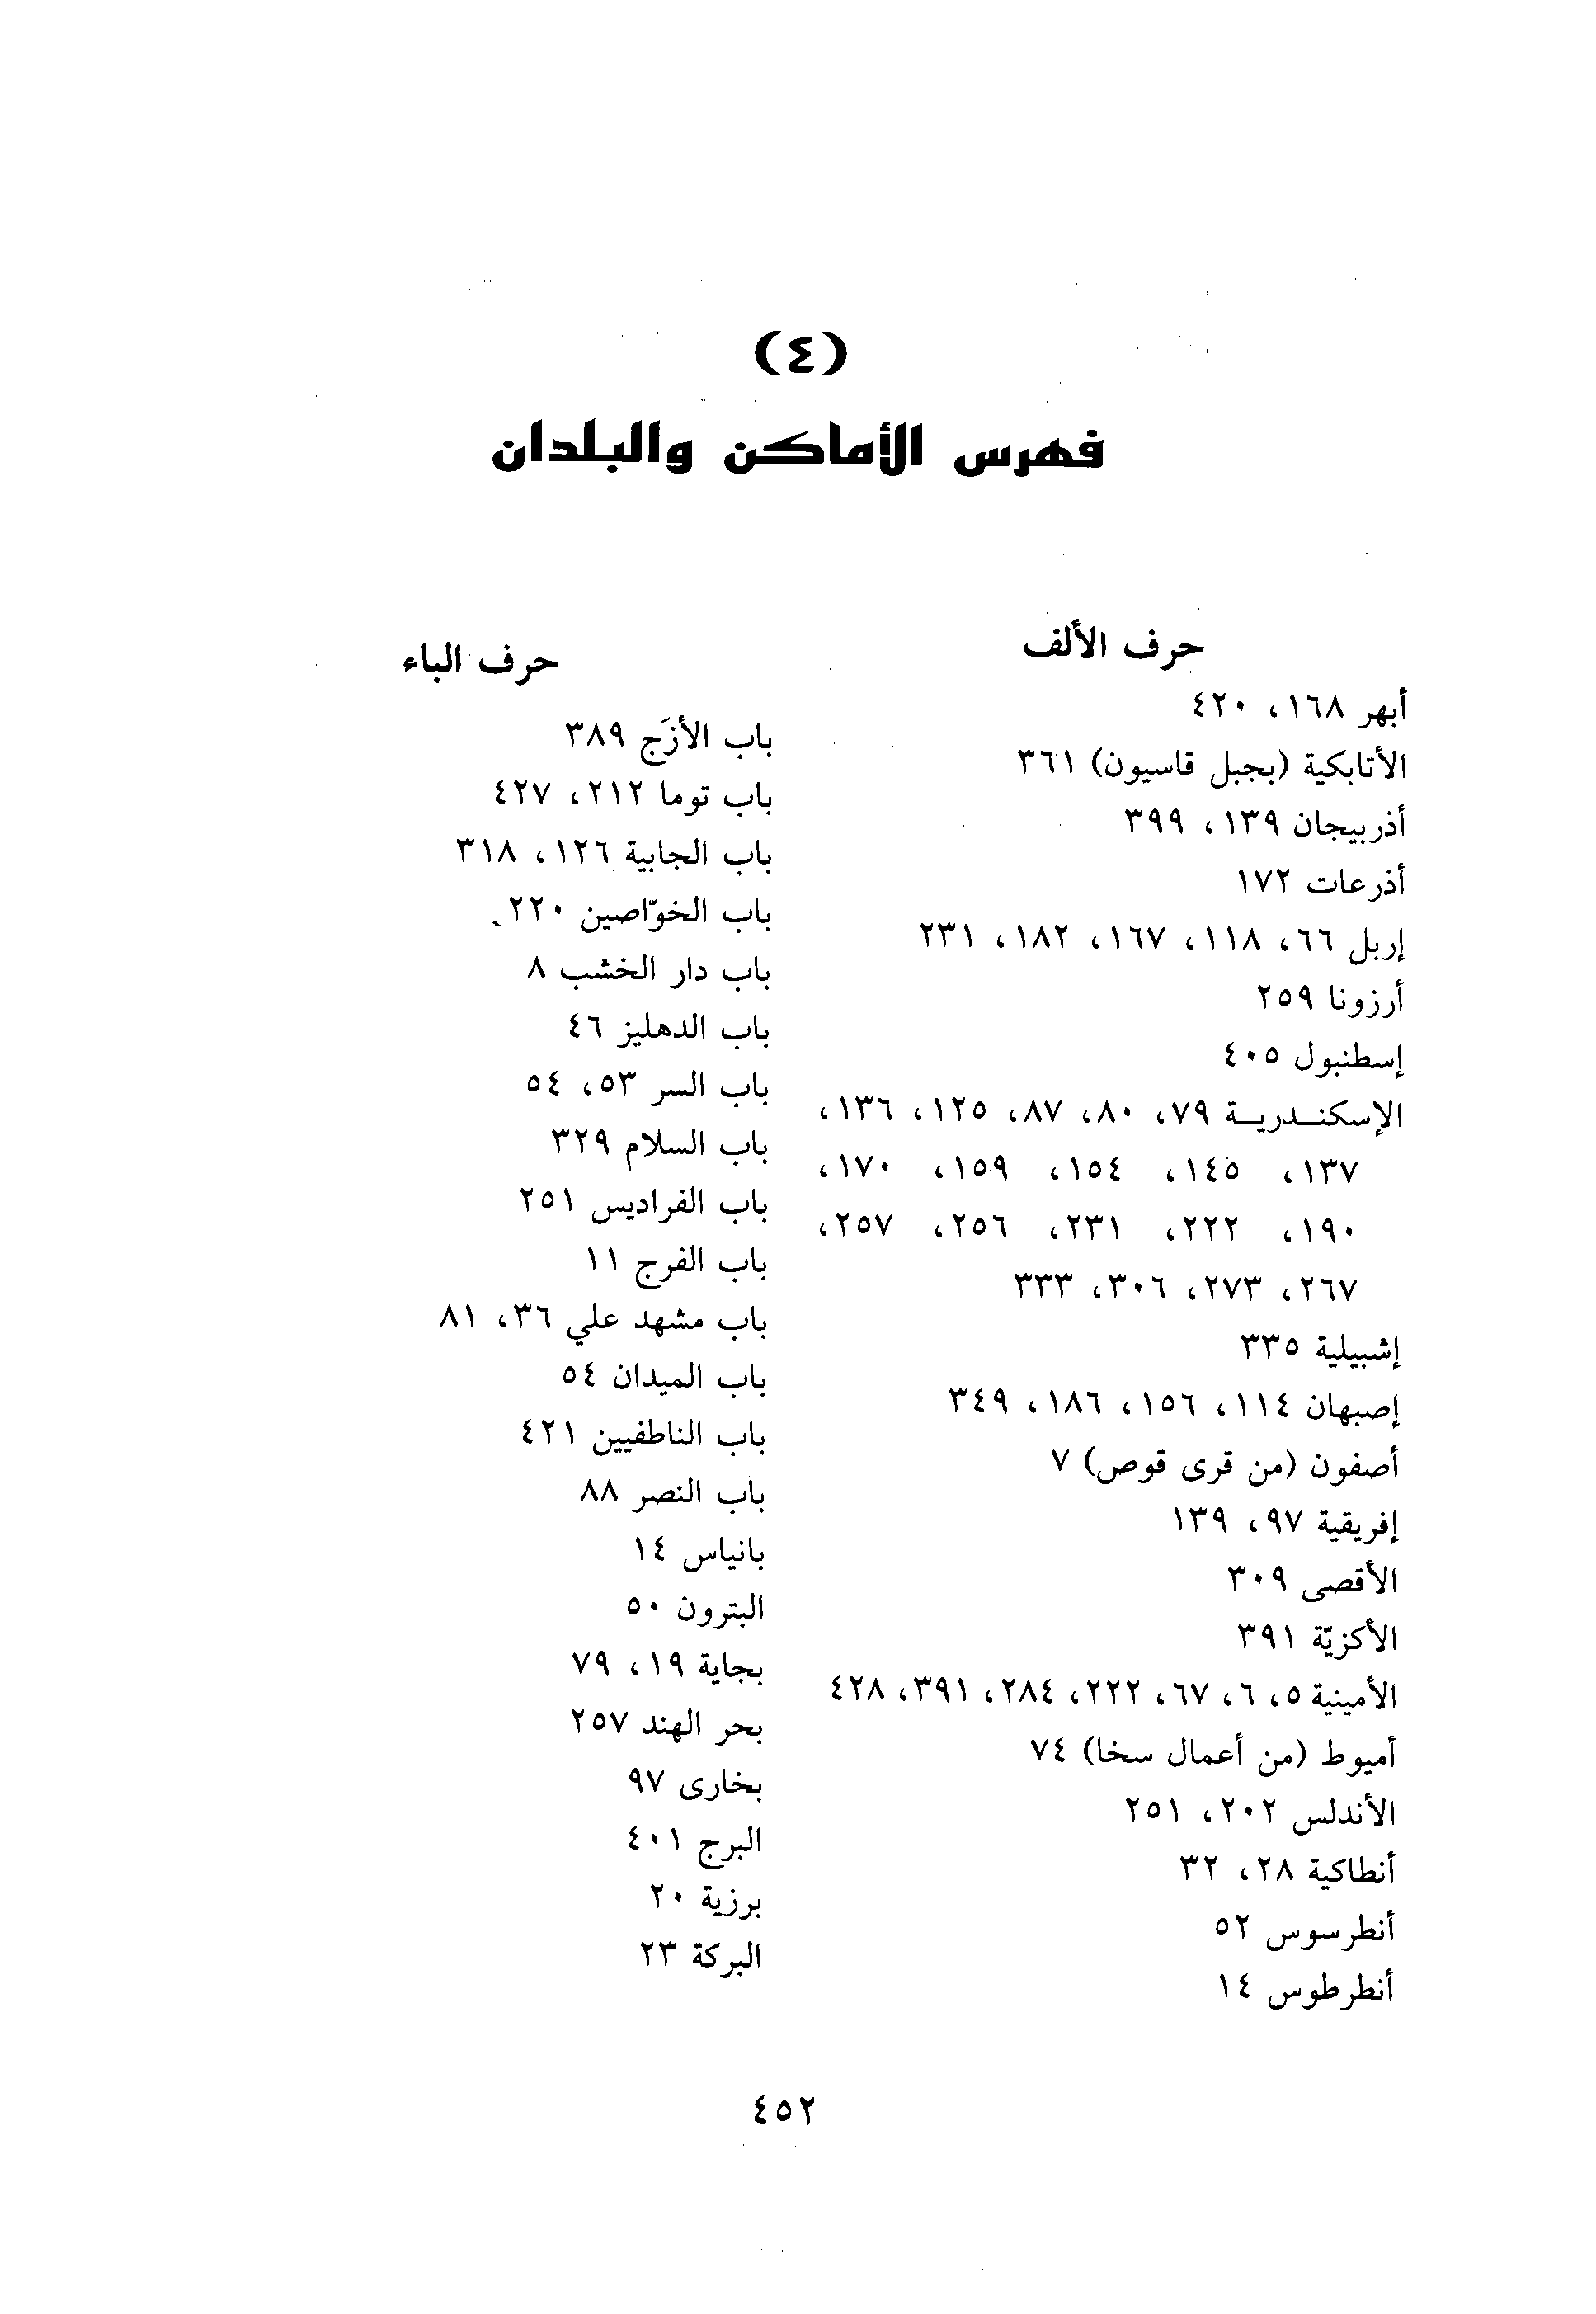 (٤)
فهرس الأماكن والبلدان
حرف الألف
أبهر ١٦٨، ٤٢٠
الأتابكية (بجبل قاسيون) ٣٦١
أذربيجان ١٣٩، ٣٩٩
أذرعات ١٧٢
إربل ٦٦، ١١٨، ١٦٧، ١٨٢، ٢٣١
أرزونا ٢٥٩
إسطنبول ٤٠٥
الإسكنـدريـة ٧٩، ٨٠، ٨٧، ١٢٥، ١٣٦،
١٣٧، ١٤٥، ١٥٤، ١٥٩، ١٧٠،
١٩٠، ٢٢٢، ٢٣١، ٢٥٦، ٢٥٧،
٢٦٧، ٢٧٣، ٣٠٦، ٣٣٣
إشبيلية ٣٣٥
إصبهان ١١٤، ١٥٦، ١٨٦، ٣٤٩
أصفون (من قرى قوص) ٧
إفريقية ٩٧، ١٣٩
الأقصى ٣٠٩
الأكزيّة ٣٩١
الأمينية ٥، ٦، ٦٧، ٢٢٢، ٢٨٤، ٣٩١، ٤٢٨
أميوط (من أعمال سخا) ٧٤
الأندلس ٢٠٢، ٢٥١
أنطاكية ٢٨، ٣٢
أنطرسوس ٥٢
أنطرطوس ١٤
حرف الباء
باب الأزَج ٣٨٩
باب توما ٢١٢، ٤٢٧
باب الجابية ١٢٦، ٣١٨
باب الخوّاصين ٢٢٠
باب دار الخشب ٨
باب الدهليز ٤٦
باب السر ٥٣، ٥٤
باب السلام ٣٢٩
باب الفراديس ٢٥١
باب الفرج ١١
باب مشهد علي ٣٦، ٨١
باب الميدان ٥٤
باب الناطفيين ٤٢١
باب النصر ٨٨
بانياس ١٤
البترون ٥٠
بجاية ١٩، ٧٩
بحر الهند ٢٥٧
بخارى ٩٧
البرج ٤٠١
برزية ٢٠
البركة ٢٣
٤٥٢